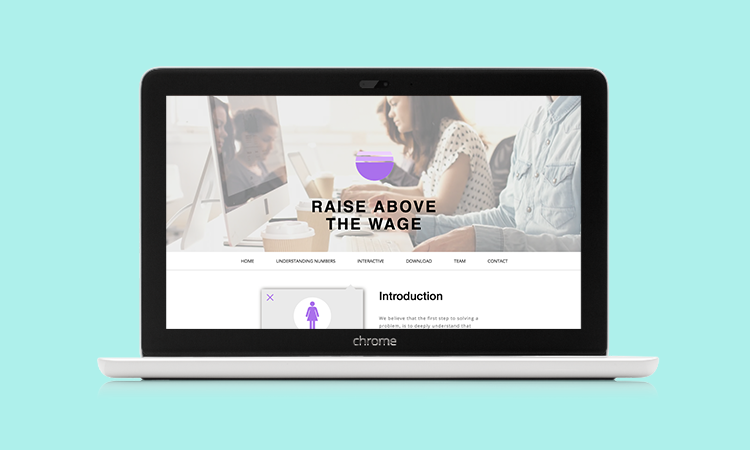 RAISE ABOVE
THE WAGE
HOME UNDERSTANDING NUMBERS INTERACTIVE DOWNLOAD TEAM CONTACT
Introduction
We believe that the first step to solving a
problem, is to deeply understand that
chrome